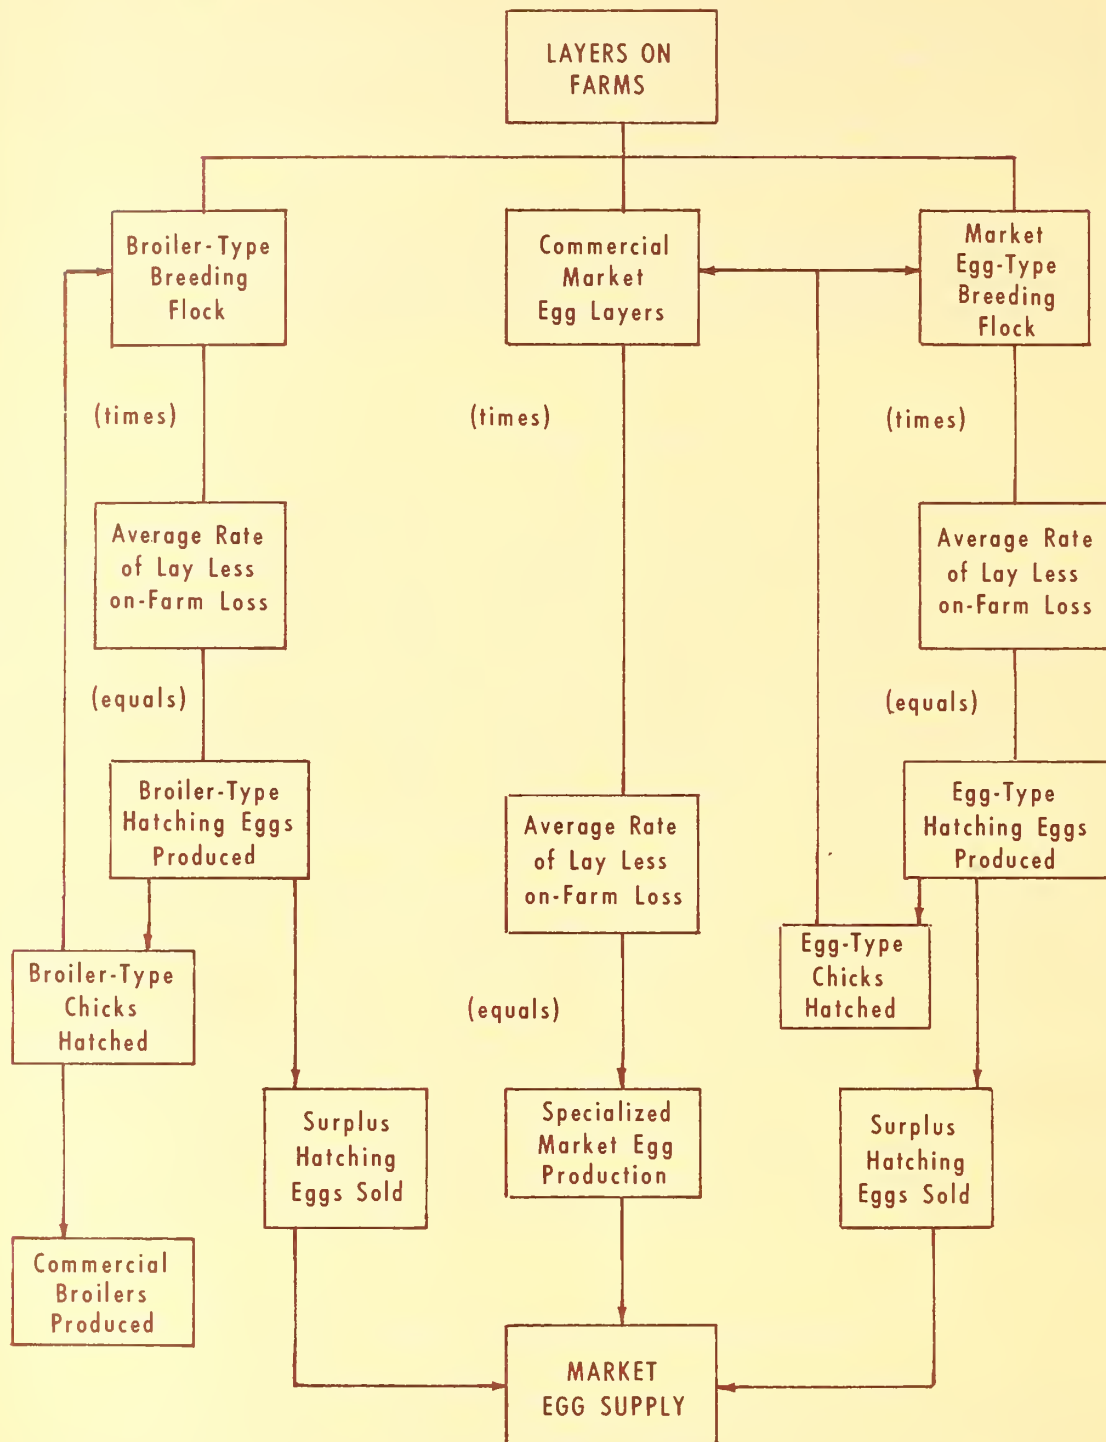 LAYERS ON
FARMS
Broiler-Type
Breeding
Flock
Commercial
Market
Egg Layers
Market
Egg-Type
Breeding
Flock
(times)
(times)
(times)
Average Rate
of Lay Less
on-Farm Loss
Average Rate
of Lay Less
on-Farm Loss
(equals)
(equals)
Broiler-Type
Hatching Eggs
Produced
Average Rate
of Lay Less
on-Farm Loss
Egg-Type
Hatching Eggs
Produced
Broiler-Type
Chicks
Hatched
(equals)
Egg-Type
Chicks
Hatched
Surplus
Hatching
Eggs Sold
Specialized
Market Egg
Production
Surplus
Hatching
Eggs Sold
Commercial
Broilers
Produced
MARKET
EGG SUPPLY